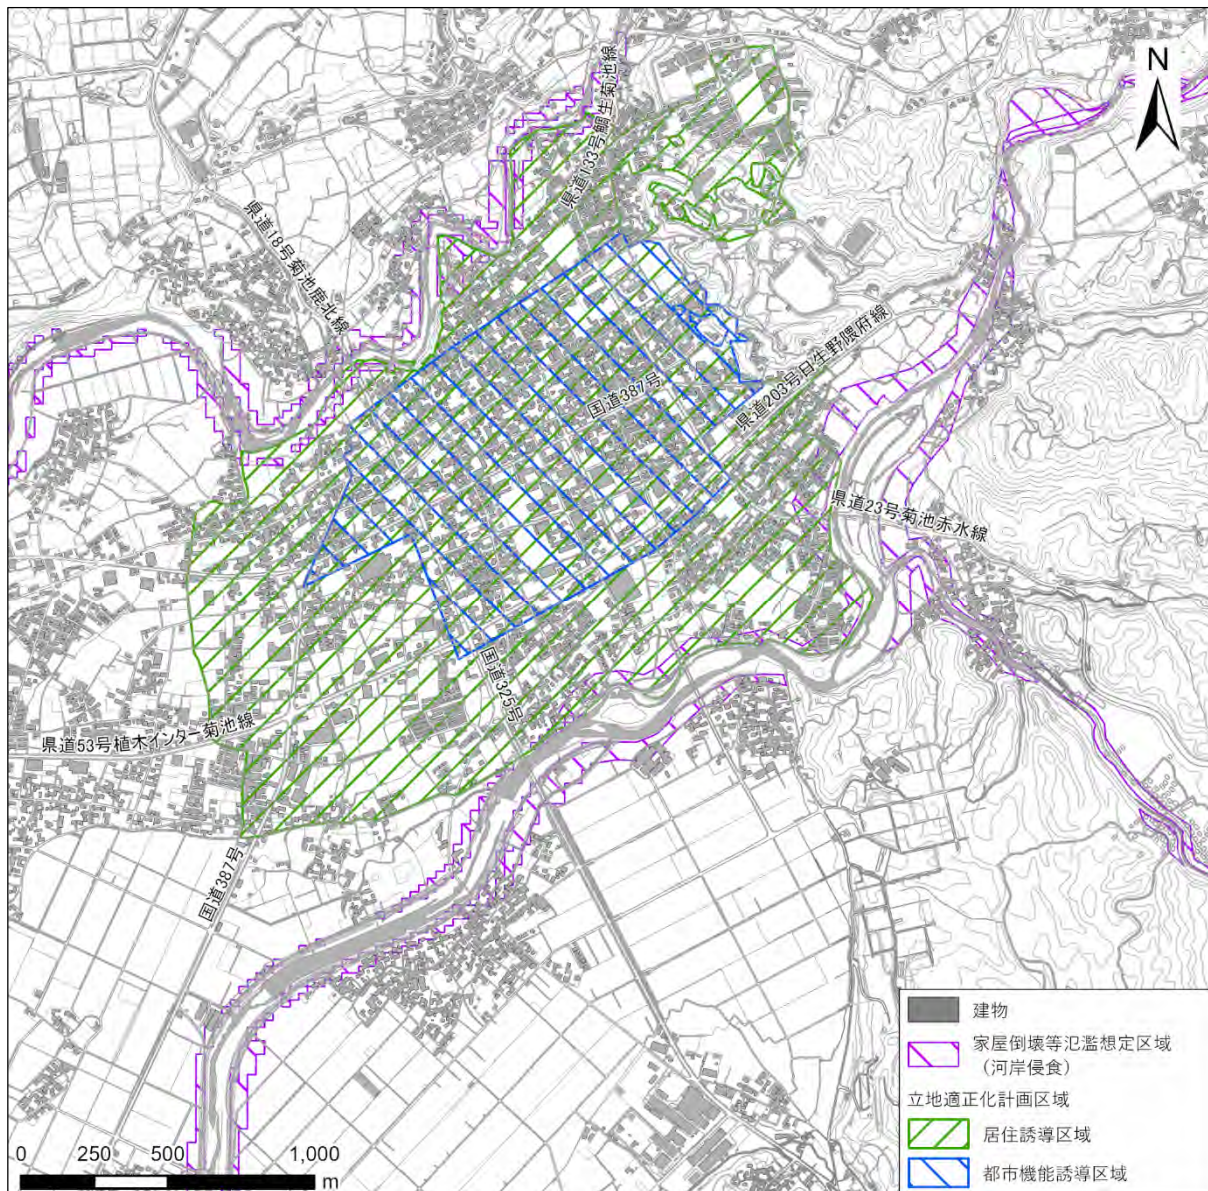 N
県道133号鯛生菊池線
県道18号菊池鹿北線
国道387号
県道203号日生野隈府線
県道23号菊池赤水線
国道325号
県道53号植木インター菊池線
国道387号
建物
家屋倒壊等氾濫想定区域
（河岸侵食）
立地適正化計画区域
居住誘導区域
都市機能誘導区域
0 250 500 1,000
m